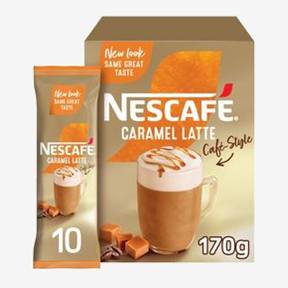 New look
SAME GREAT
TASTE
NESCAFÉ®
CARAMEL LATTE
Café-Style
170g
New look
SAME GREAT
TASTE
NESCAFÉ
CARAMEL LATTE
10